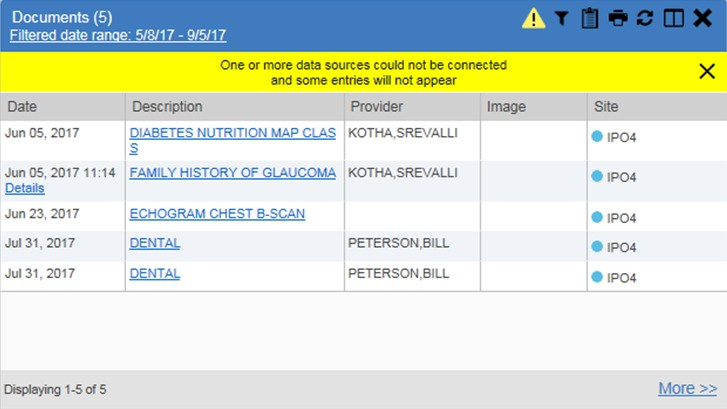 Documents (5)
Filtered date range: 5/8/17 - 9/5/17
One or more data sources could not be connected
and some entries will not appear
Date Description Provider Image Site
Jun 05, 2017 DIABETES NUTRITION MAP CLAS KOTHA,SREVALLI IPO4
S
Jun 05, 2017 11:14 FAMILY HISTORY OF GLAUCOMA KOTHA,SREVALLI IPO4
Details
Jun 23, 2017 ECHOGRAM CHEST B-SCAN IPO4
Jul 31, 2017 DENTAL PETERSON,BILL IPO4
Jul 31, 2017 DENTAL PETERSON,BILL IPO4
Displaying 1-5 of 5 More >>